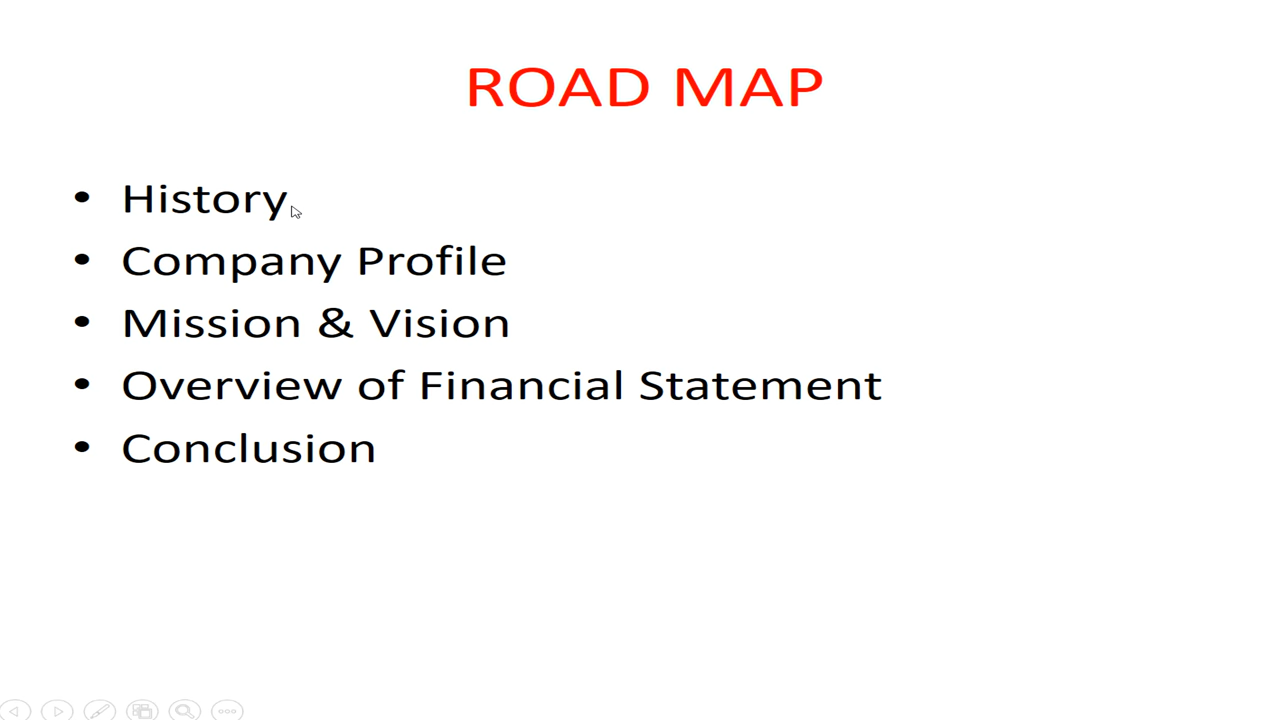 ROAD MAP
• History
• Company Profile
• Mission & Vision
• Overview of Financial Statement
• Conclusion